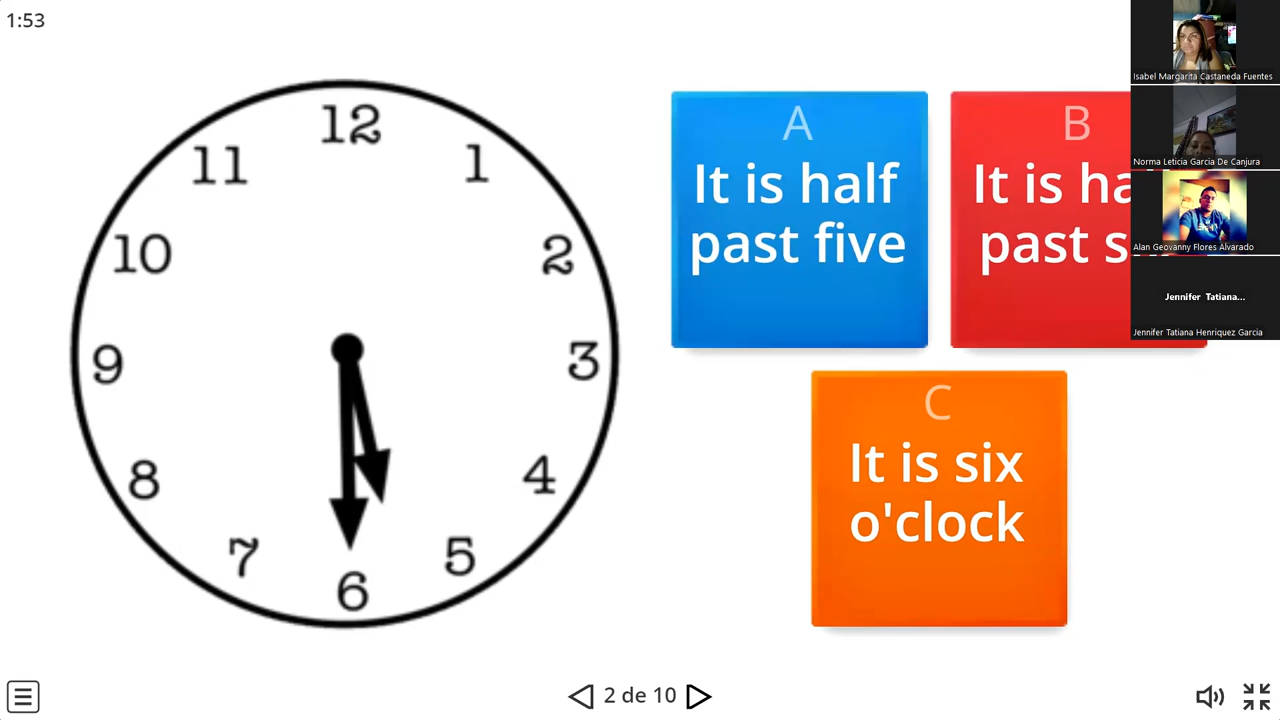 1:53
12
11
1
10
2
9
3
8
4
7
5
6
A
It is half
past five
B
It is
past
C
It is six
o'clock
Isabel Margarita Castaneda Fuentes
Norma Leticia Garcia De Canjura
Alan Geovanny Flores Alvarado
Jennifer Tatiana...
Jennifer Tatiana Henriquez Garcia
2 de 10